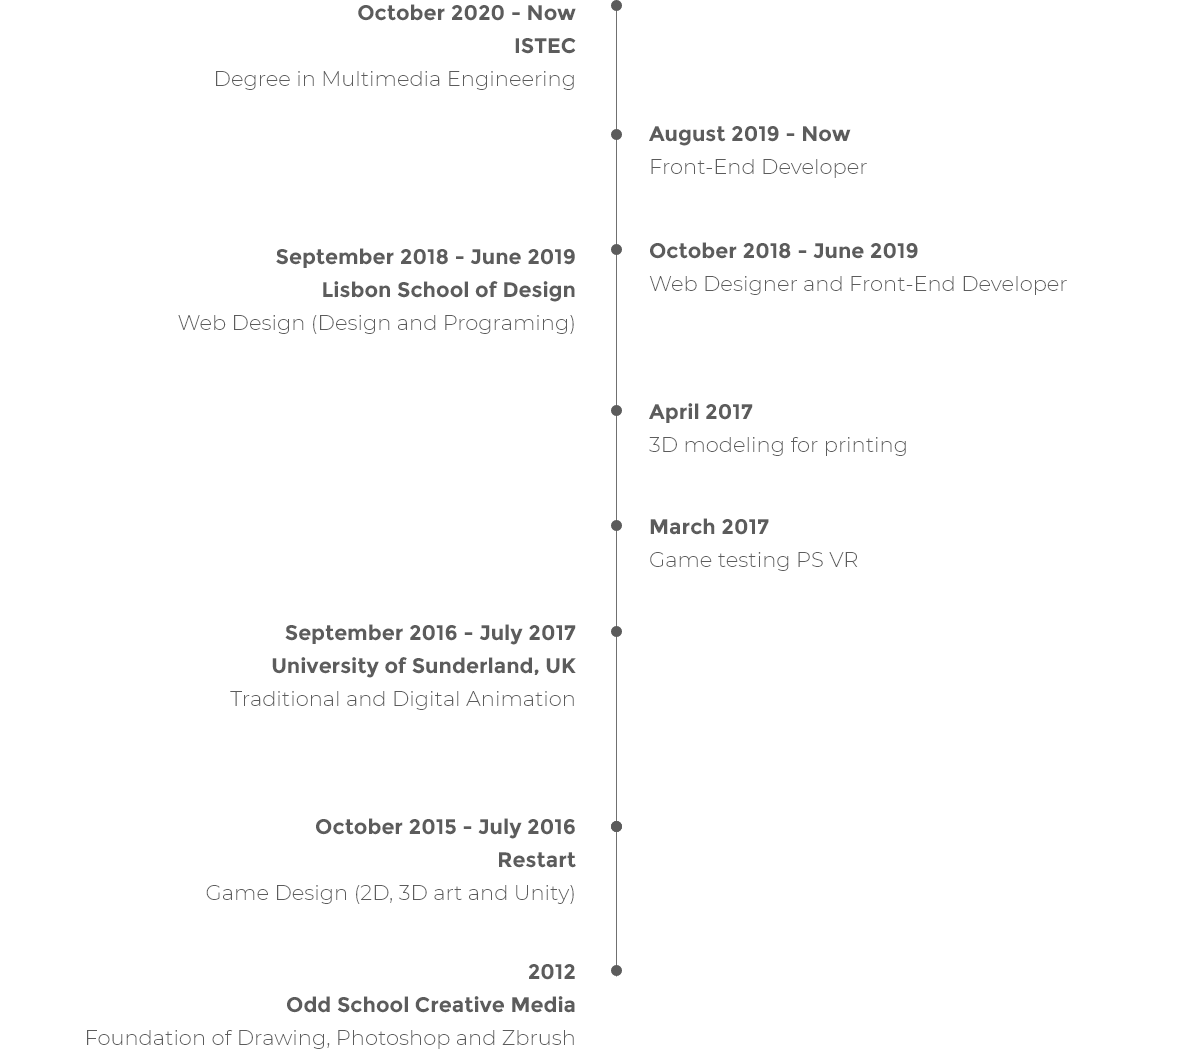 October 2020 - Now
ISTEC
Degree in Multimedia Engineering
August 2019 - Now
Front-End Developer
September 2018 - June 2019
Lisbon School of Design
Web Design (Design and Programing)
October 2018 - June 2019
Web Designer and Front-End Developer
April 2017
3D modeling for printing
March 2017
Game testing PS VR
September 2016 - July 2017
University of Sunderland, UK
Traditional and Digital Animation
October 2015 - July 2016
Restart
Game Design (2D, 3D art and Unity)
2012
Odd School Creative Media
Foundation of Drawing, Photoshop and Zbrush